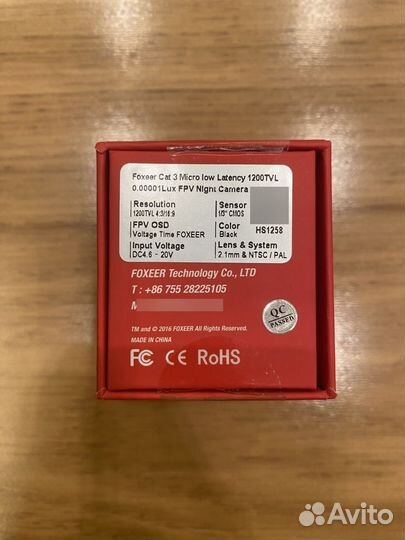 Foxeer Cat 3 Micro low Latency 1200TVL
0.00001Lux FPV Night Camera
Resolution
1200TVL 4:3/16:9
Sensor
1/3" CMOS
FPV OSD
Voltage Time FOXEER
Color
Black
HS1258
Input Voltage
DC4.6 - 20V
Lens & System
2.1mm & NTSC / PAL
FOXEER Technology Co., LTD
T : +86 755 28225105
QC
PASSED
TM and © 2016 FOXEER All Rights Reserved.
MADE IN CHINA
FC CE RoHS
Avito